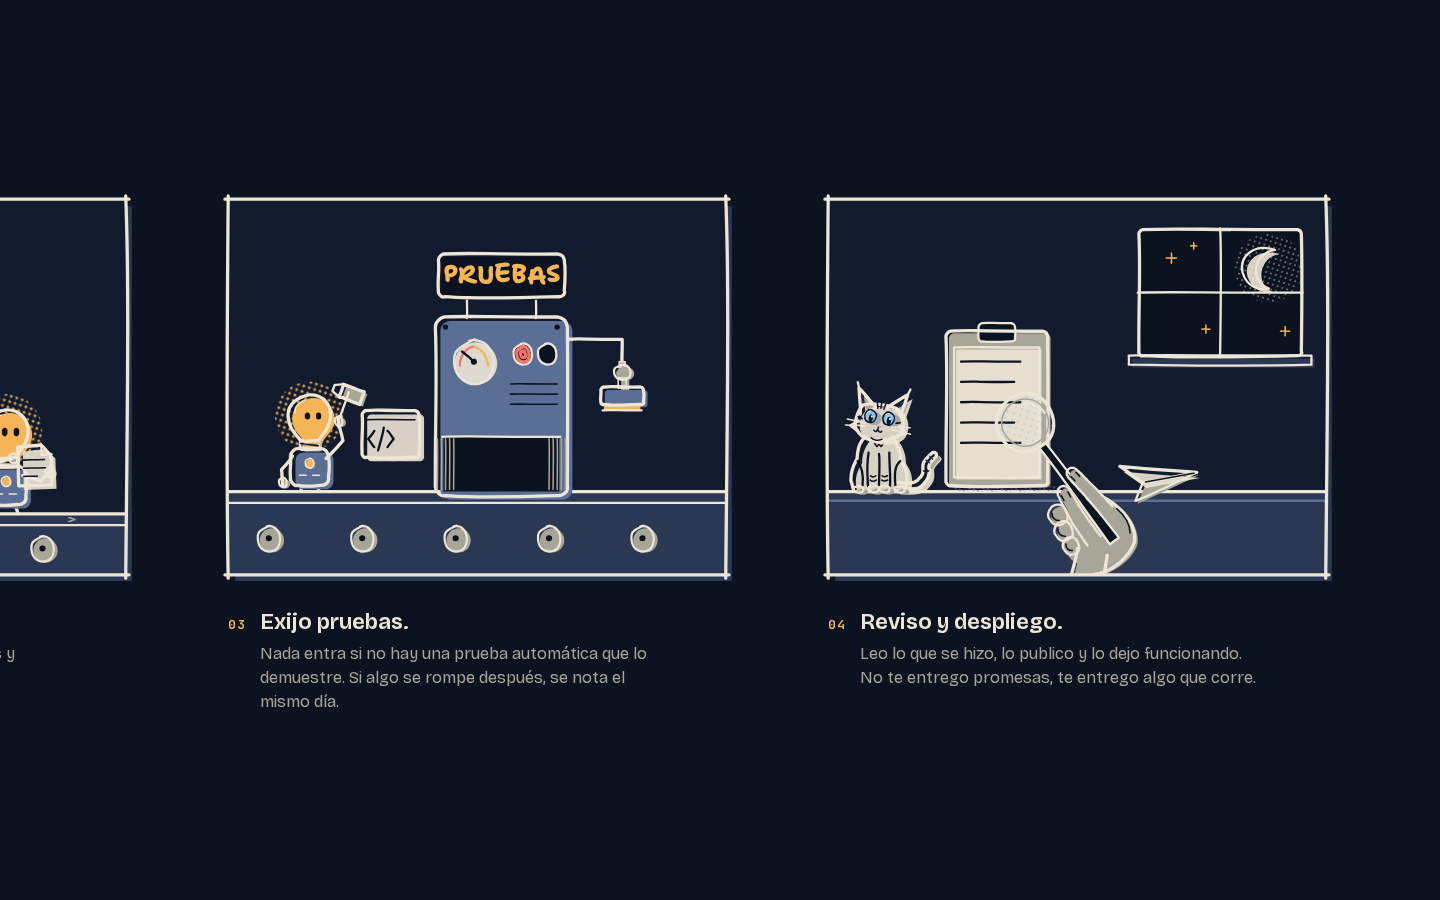 PRUEBAS
</>
>
s y
03 Exijo pruebas.
Nada entra si no hay una prueba automática que lo
demuestre. Si algo se rompe después, se nota el
mismo día.
04 Reviso y despliego.
Leo lo que se hizo, lo publico y lo dejo funcionando.
No te entrego promesas, te entrego algo que corre.